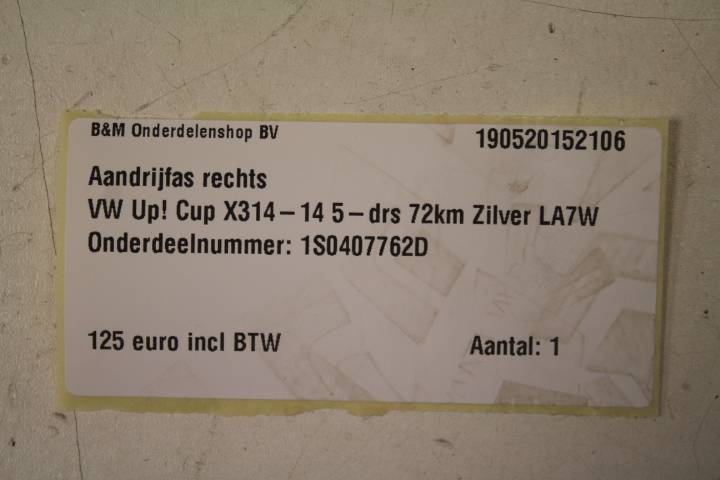 B&M Onderdelenshop BV
190520152106
Aandrijfas rechts
VW Up! Cup X314-14 5-drs 72km Zilver LA7W
Onderdeelnummer: 1S0407762D
125 euro incl BTW
Aantal: 1